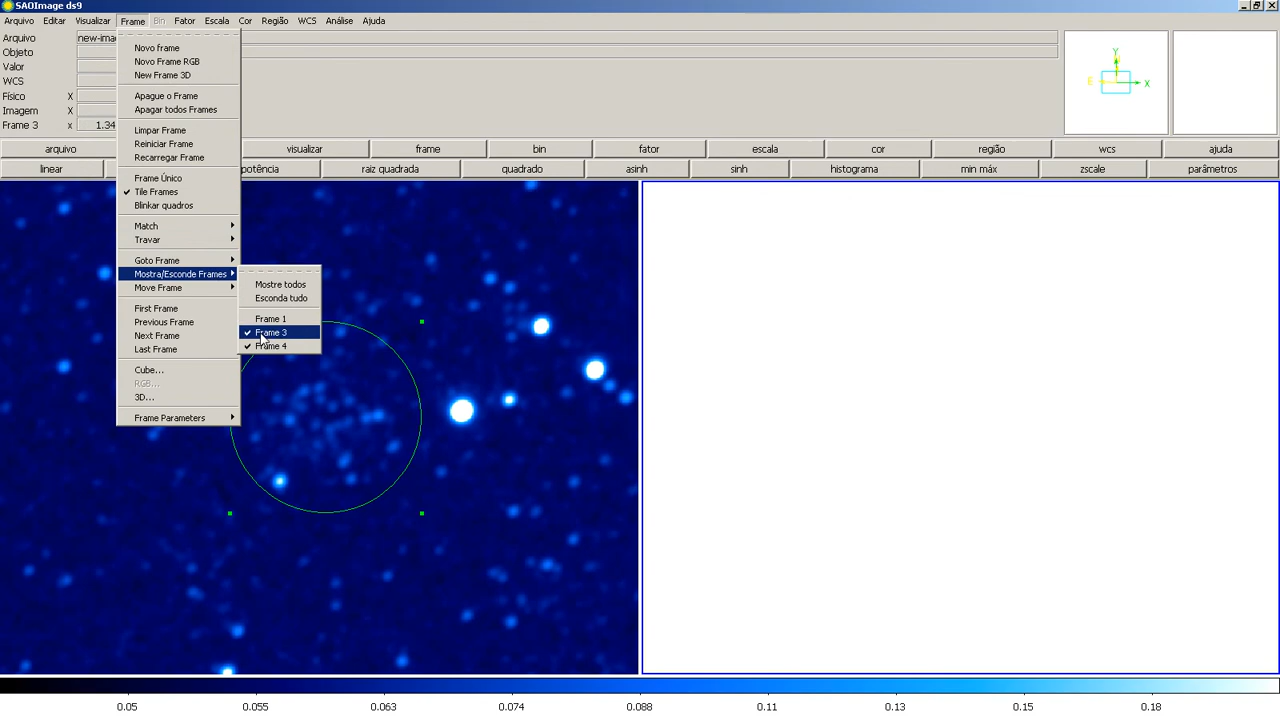 SAOImage ds9
Arquivo Editar Visualizar Frame Bin Fator Escala Cor Região WCS Análise Ajuda
Arquivo new-ima
Objeto
Valor
WCS
Físico X
Imagem X
Frame 3 x 1.34
Novo frame
Novo Frame RGB
New Frame 3D
Apague o Frame
Apagar todos Frames
Limpar Frame
Reiniciar Frame
Recarregar Frame
Frame Único
Tile Frames
Blinkar quadros
Match
Travar
Goto Frame
Mostra/Esconde Frames
Move Frame
First Frame
Previous Frame
Next Frame
Last Frame
Cube...
RGB...
3D...
Frame Parameters
Mostre todos
Esconda tudo
Frame 1
Frame 3
Frame 4
Y
E X
arquivo visualizar frame bin fator escala cor região wcs ajuda
linear potência raiz quadrada quadrado asinh sinh histograma min máx zscale parâmetros
0.05 0.055 0.063 0.074 0.088 0.11 0.13 0.15 0.18